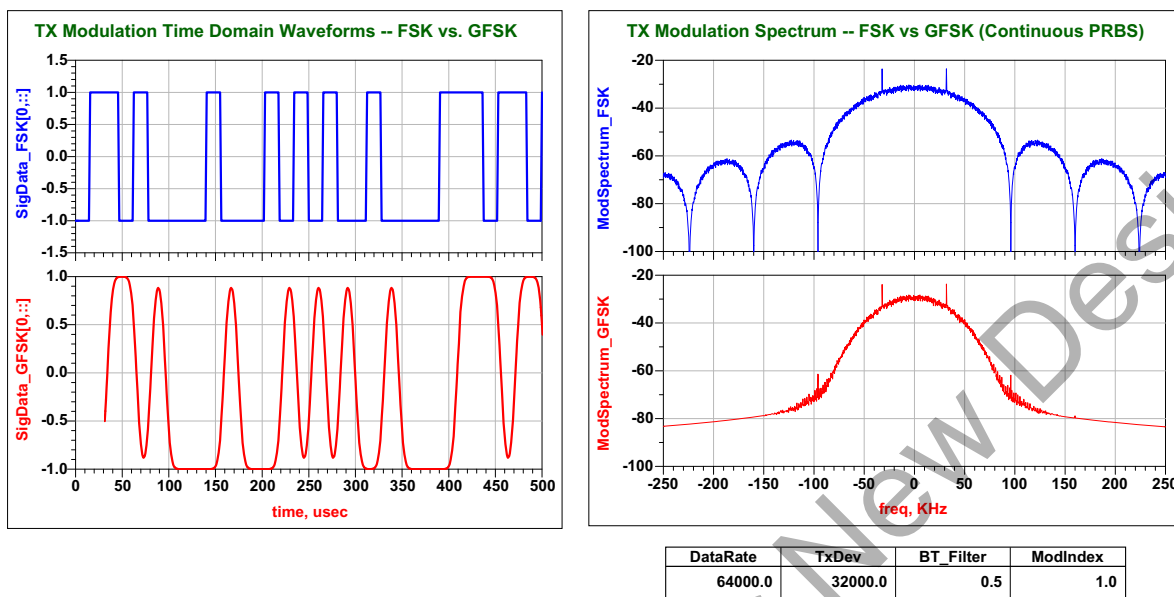 TX Modulation Time Domain Waveforms -- FSK vs. GFSK
SigData_FSK[0,::]
1.5
1.0
0.5
0.0
-0.5
-1.0
-1.5
SigData_GFSK[0,::]
1.0
0.5
0.0
-0.5
-1.0
0 50 100 150 200 250 300 350 400 450 500
time, usec
TX Modulation Spectrum -- FSK vs GFSK (Continuous PRBS)
ModSpectrum_FSK
-20
-40
-60
-80
-100
ModSpectrum_GFSK
-20
-40
-60
-80
-100
-250 -200 -150 -100 -50 0 50 100 150 200 250
freq, KHz
DataRate TxDev BT_Filter ModIndex
64000.0 32000.0 0.5 1.0
New